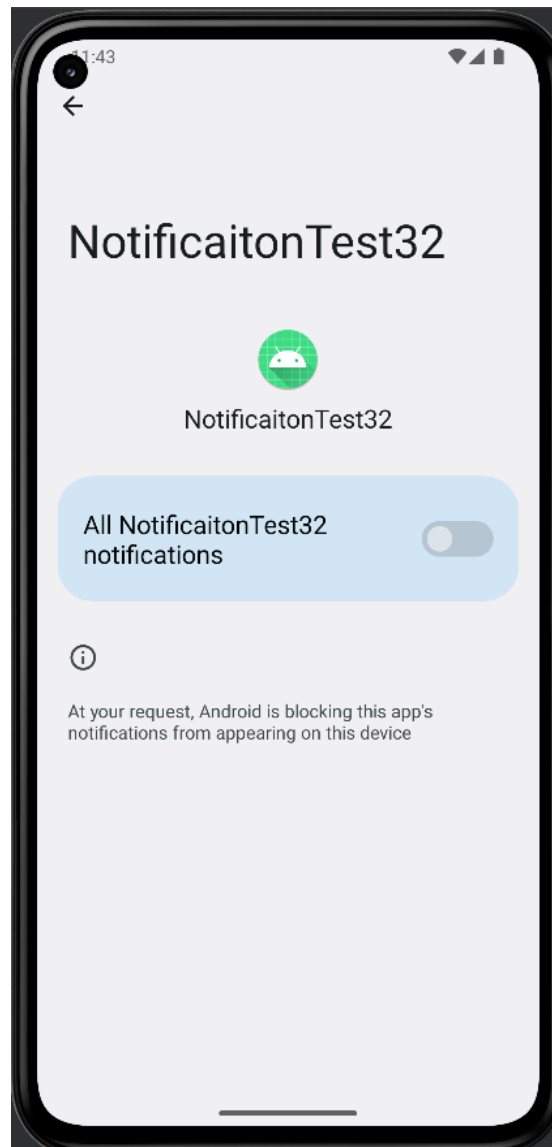 11:43
NotificaitonTest32
NotificaitonTest32
All NotificaitonTest32
notifications
At your request, Android is blocking this app's
notifications from appearing on this device